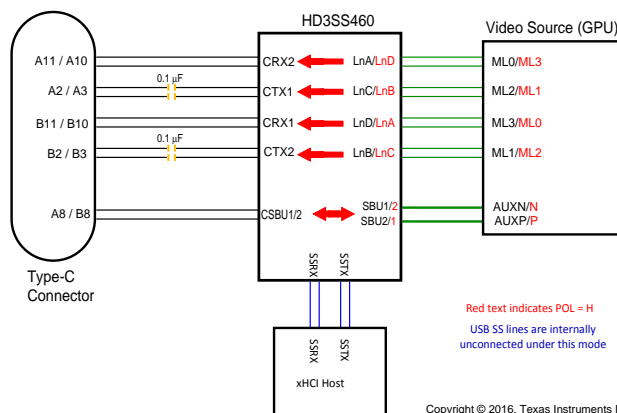 HD3SS460
Video Source (GPU)
A11 / A10
CRX2
LnA/LnD
ML0/ML3
0.1 µF
A2 / A3
CTX1
LnC/LnB
ML2/ML1
B11 / B10
CRX1
LnD/LnA
ML3/ML0
0.1 µF
B2 / B3
CTX2
LnB/LnC
ML1/ML2
A8 / B8
CSBU1/2
SBU1/2
SBU2/1
AUXN/N
AUXP/P
Type-C
Connector
SSRX
SSTX
SSRX
SSTX
xHCI Host
Red text indicates POL = H
USB SS lines are internally
unconnected under this mode
Copyright © 2016, Texas Instruments